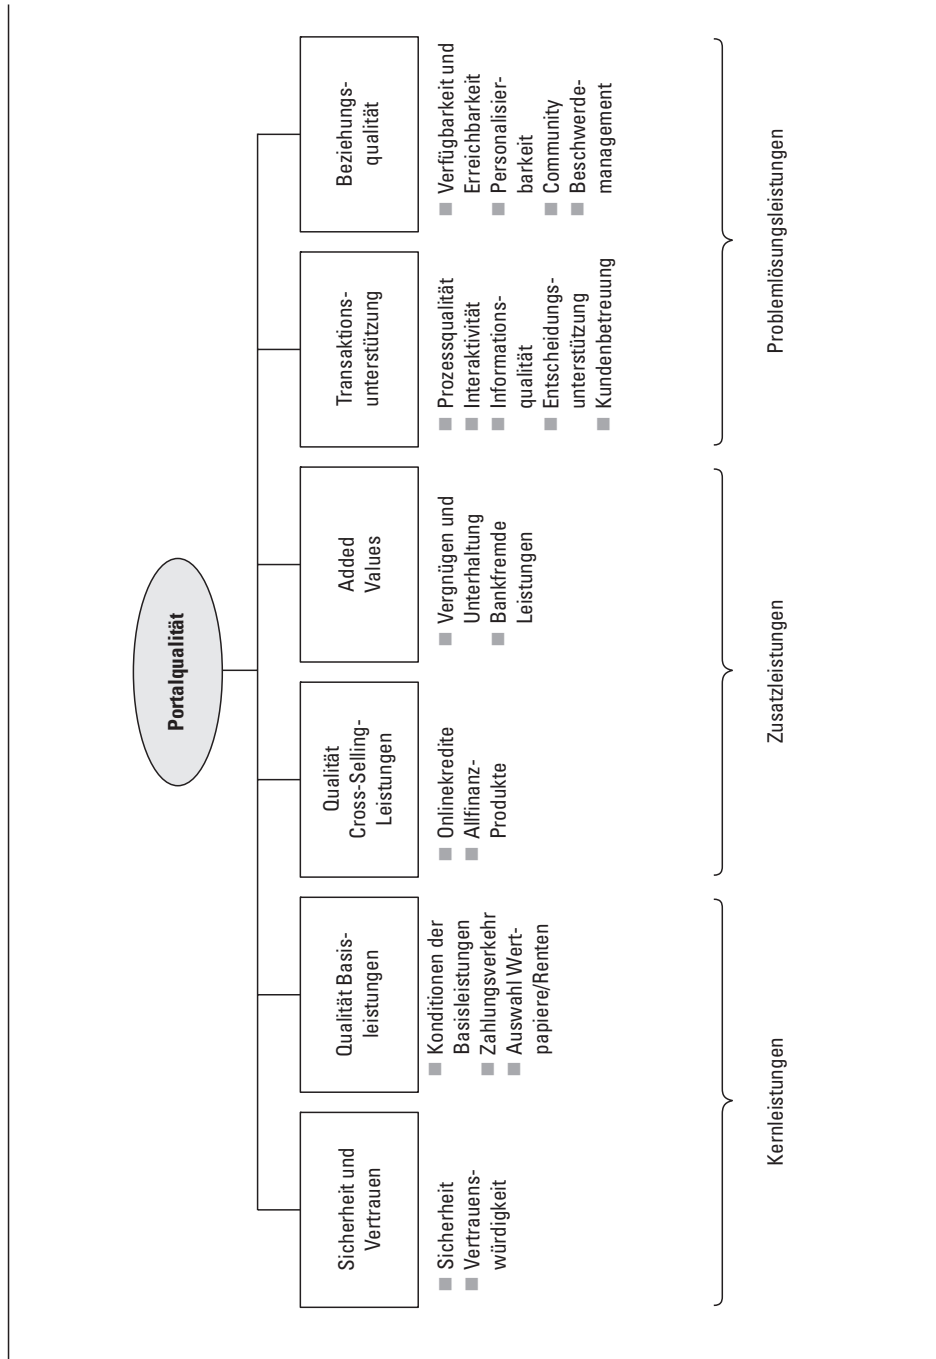 Portalqualität
Sicherheit und
Vertrauen
■ Sicherheit
■ Vertrauens-
würdigkeit
Qualität Basis-
leistungen
■ Konditionen der
Basisleistungen
■ Zahlungsverkehr
■ Auswahl Wert-
papiere/Renten
Qualität
Cross-Selling-
Leistungen
■ Onlinekredite
■ Allfinanz-
Produkte
Added
Values
■ Vergnügen und
Unterhaltung
■ Bankfremde
Leistungen
Transaktions-
unterstützung
■ Prozessqualität
■ Interaktivität
■ Informations-
qualität
■ Entscheidungs-
unterstützung
■ Kundenbetreuung
Beziehungs-
qualität
■ Verfügbarkeit und
Erreichbarkeit
■ Personalisier-
barkeit
■ Community
■ Beschwerde-
management
Kernleistungen
Zusatzleistungen
Problemlösungsleistungen